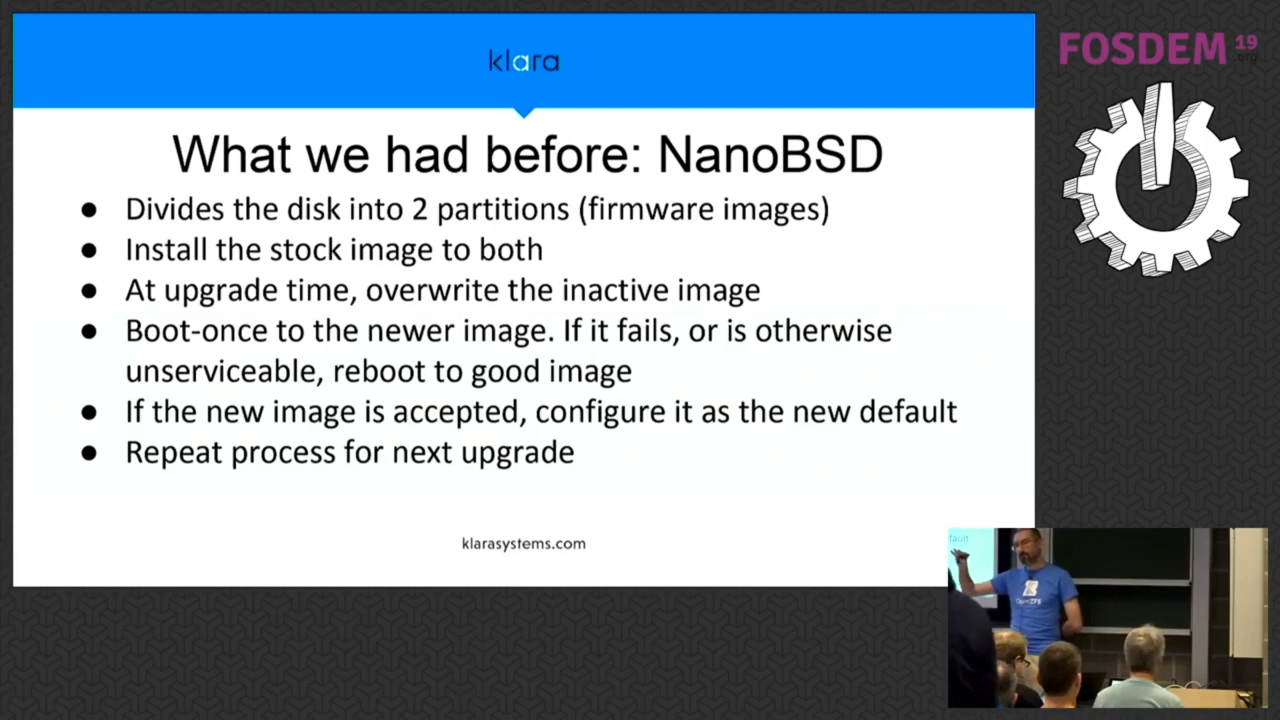 klara
FOSDEM 19
.org
What we had before: NanoBSD
● Divides the disk into 2 partitions (firmware images)
● Install the stock image to both
● At upgrade time, overwrite the inactive image
● Boot-once to the newer image. If it fails, or is otherwise
unserviceable, reboot to good image
● If the new image is accepted, configure it as the new default
● Repeat process for next upgrade
klarasystems.com
fault
OpenZFS